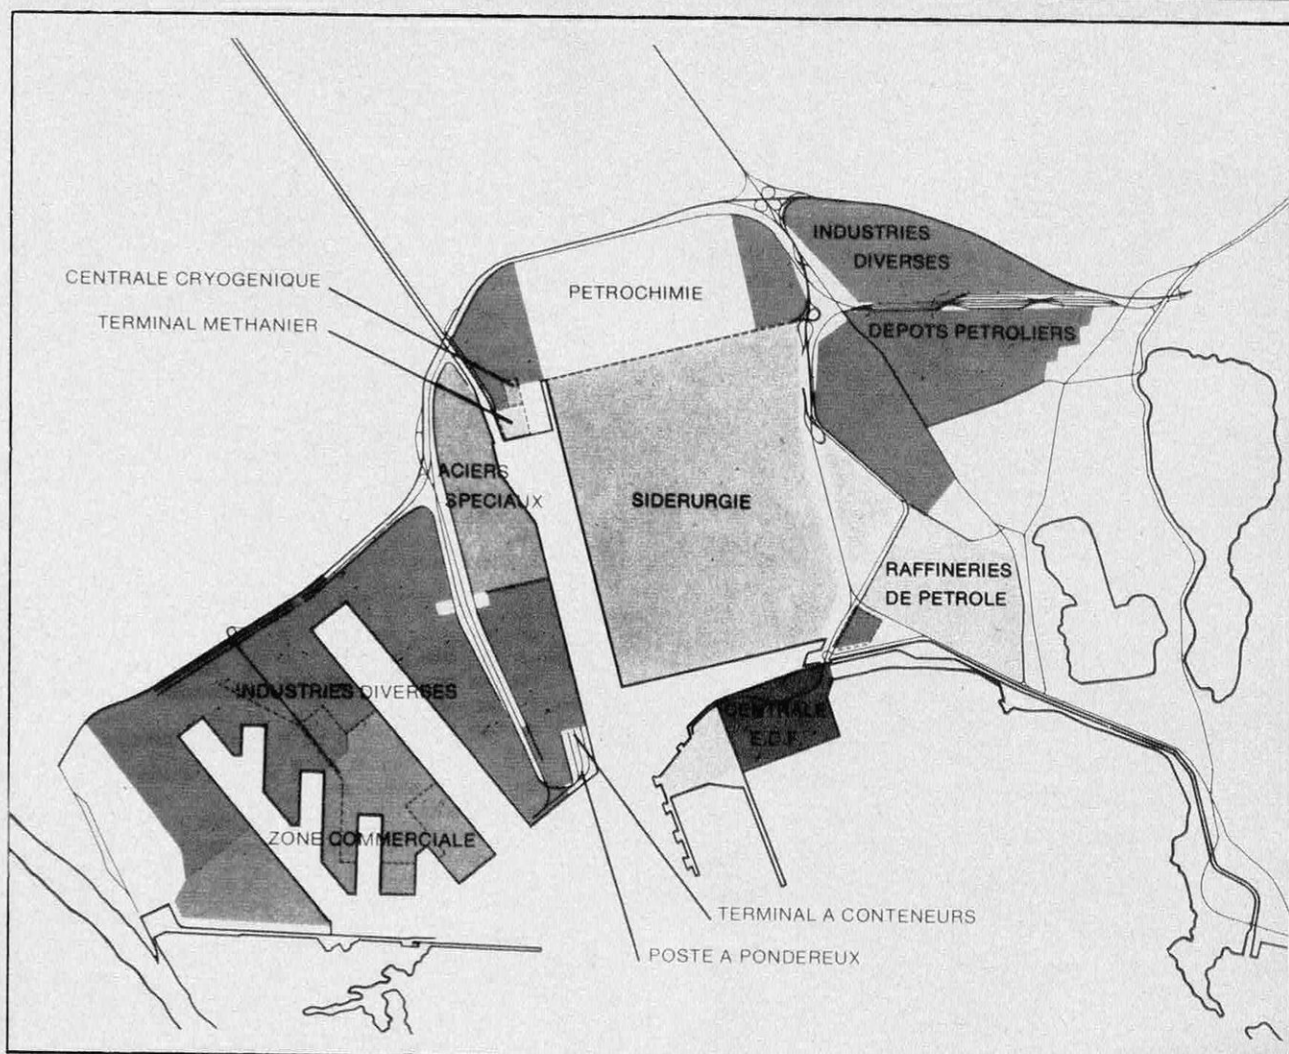 INDUSTRIES
DIVERSES
CENTRALE CRYOGENIQUE
PETROCHIMIE
TERMINAL METHANIER
DEPOTS PETROLIERS
ACIERS
SPECIAUX
SIDERURGIE
RAFFINERIES
DE PETROLE
INDUSTRIES DIVERSES
CENTRALE
E.D.F.
ZONE COMMERCIALE
TERMINAL A CONTENEURS
POSTE A PONDEREUX